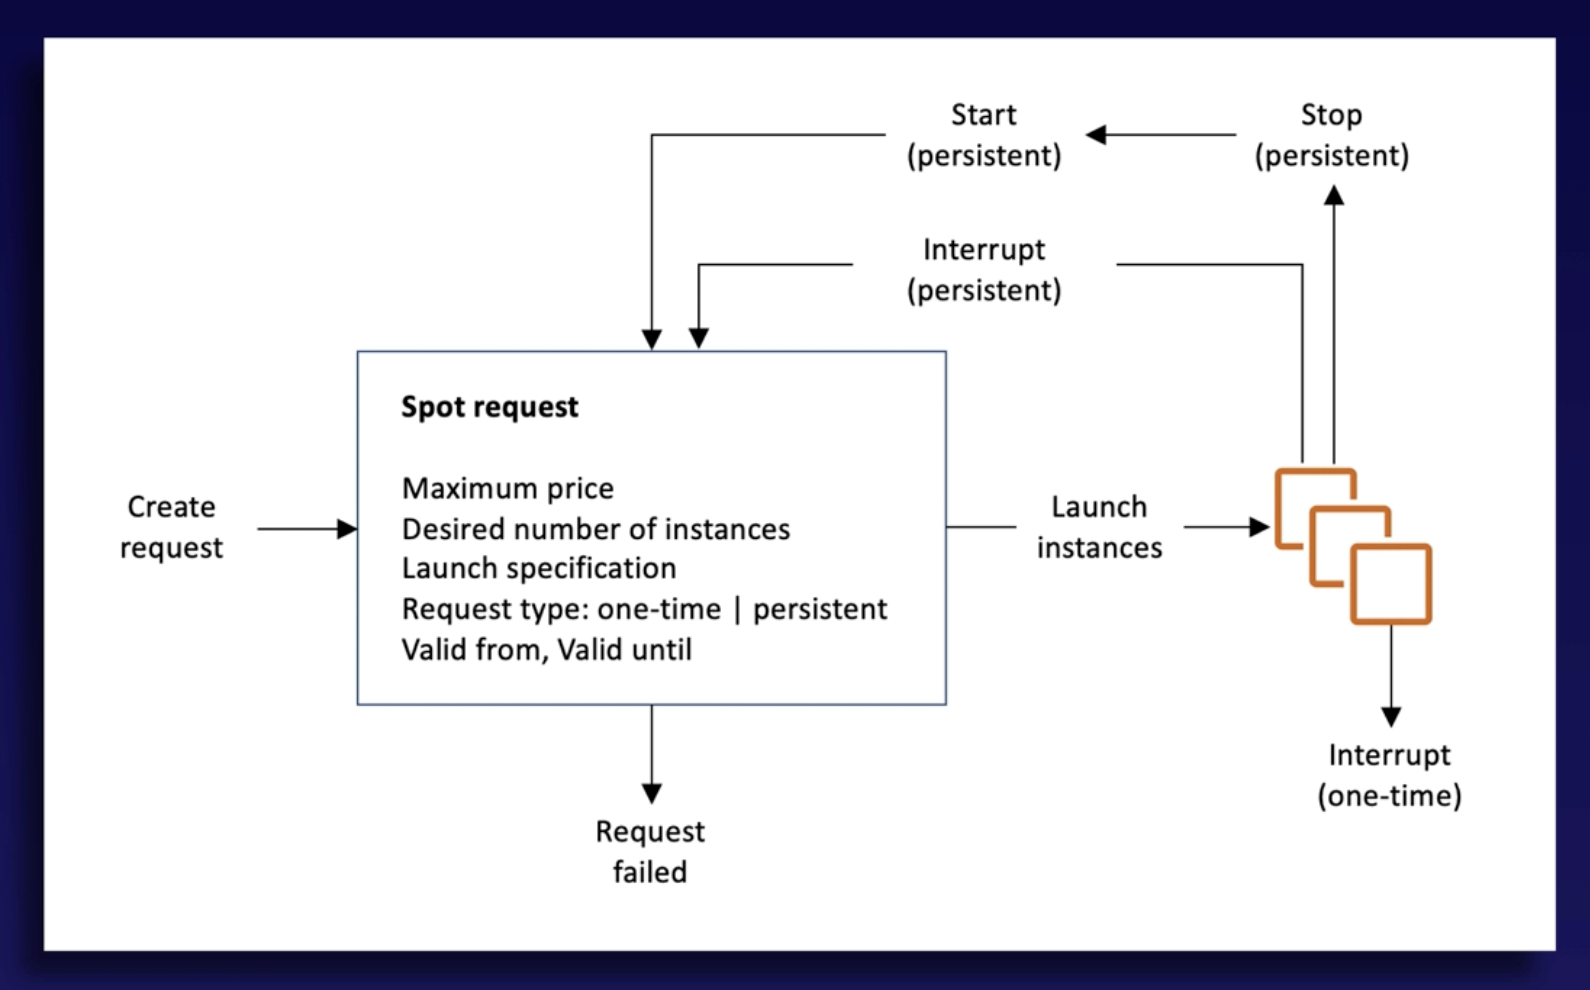 Start
(persistent)
Stop
(persistent)
Interrupt
(persistent)
Spot request
Maximum price
Desired number of instances
Launch specification
Request type: one-time | persistent
Valid from, Valid until
Create
request
Launch
instances
Interrupt
(one-time)
Request
failed